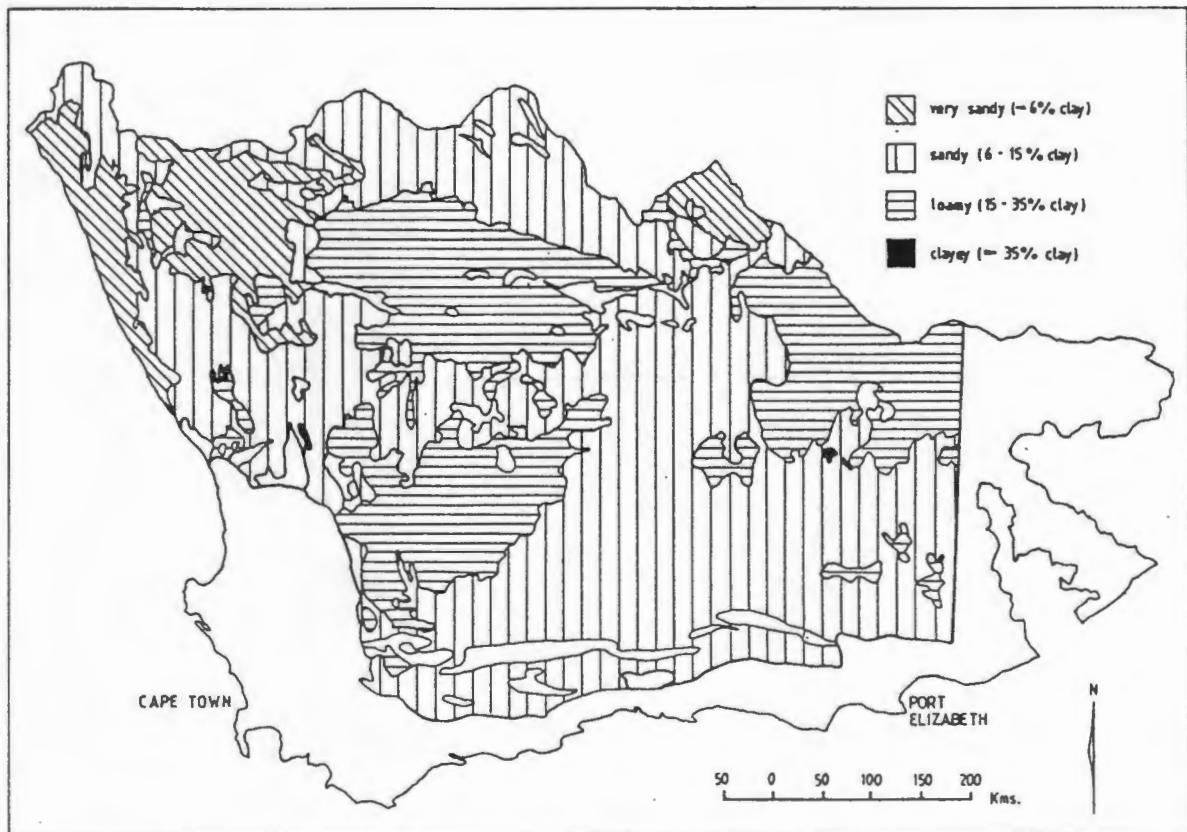 very sandy (– 6% clay)
sandy (6 - 15% clay)
loamy (15 - 35% clay)
clayey (– 35% clay)
CAPE TOWN
PORT
ELIZABETH
N
50 0 50 100 150 200
Kms.